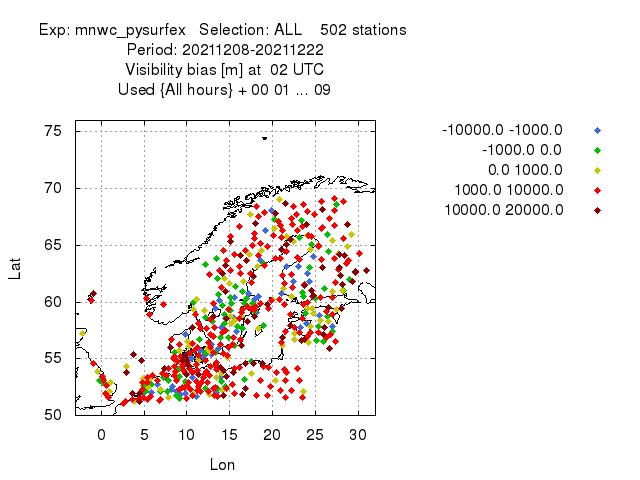 Exp: mnwc_pysurfex   Selection: ALL    502 stations
Period: 20211208-20211222
Visibility bias [m] at  02 UTC
Used {All hours} + 00 01 ... 09
-10000.0 -1000.0
-1000.0 0.0
0.0 1000.0
1000.0 10000.0
10000.0 20000.0
75
70
65
60
55
50
Lat
0 5 10 15 20 25 30
Lon